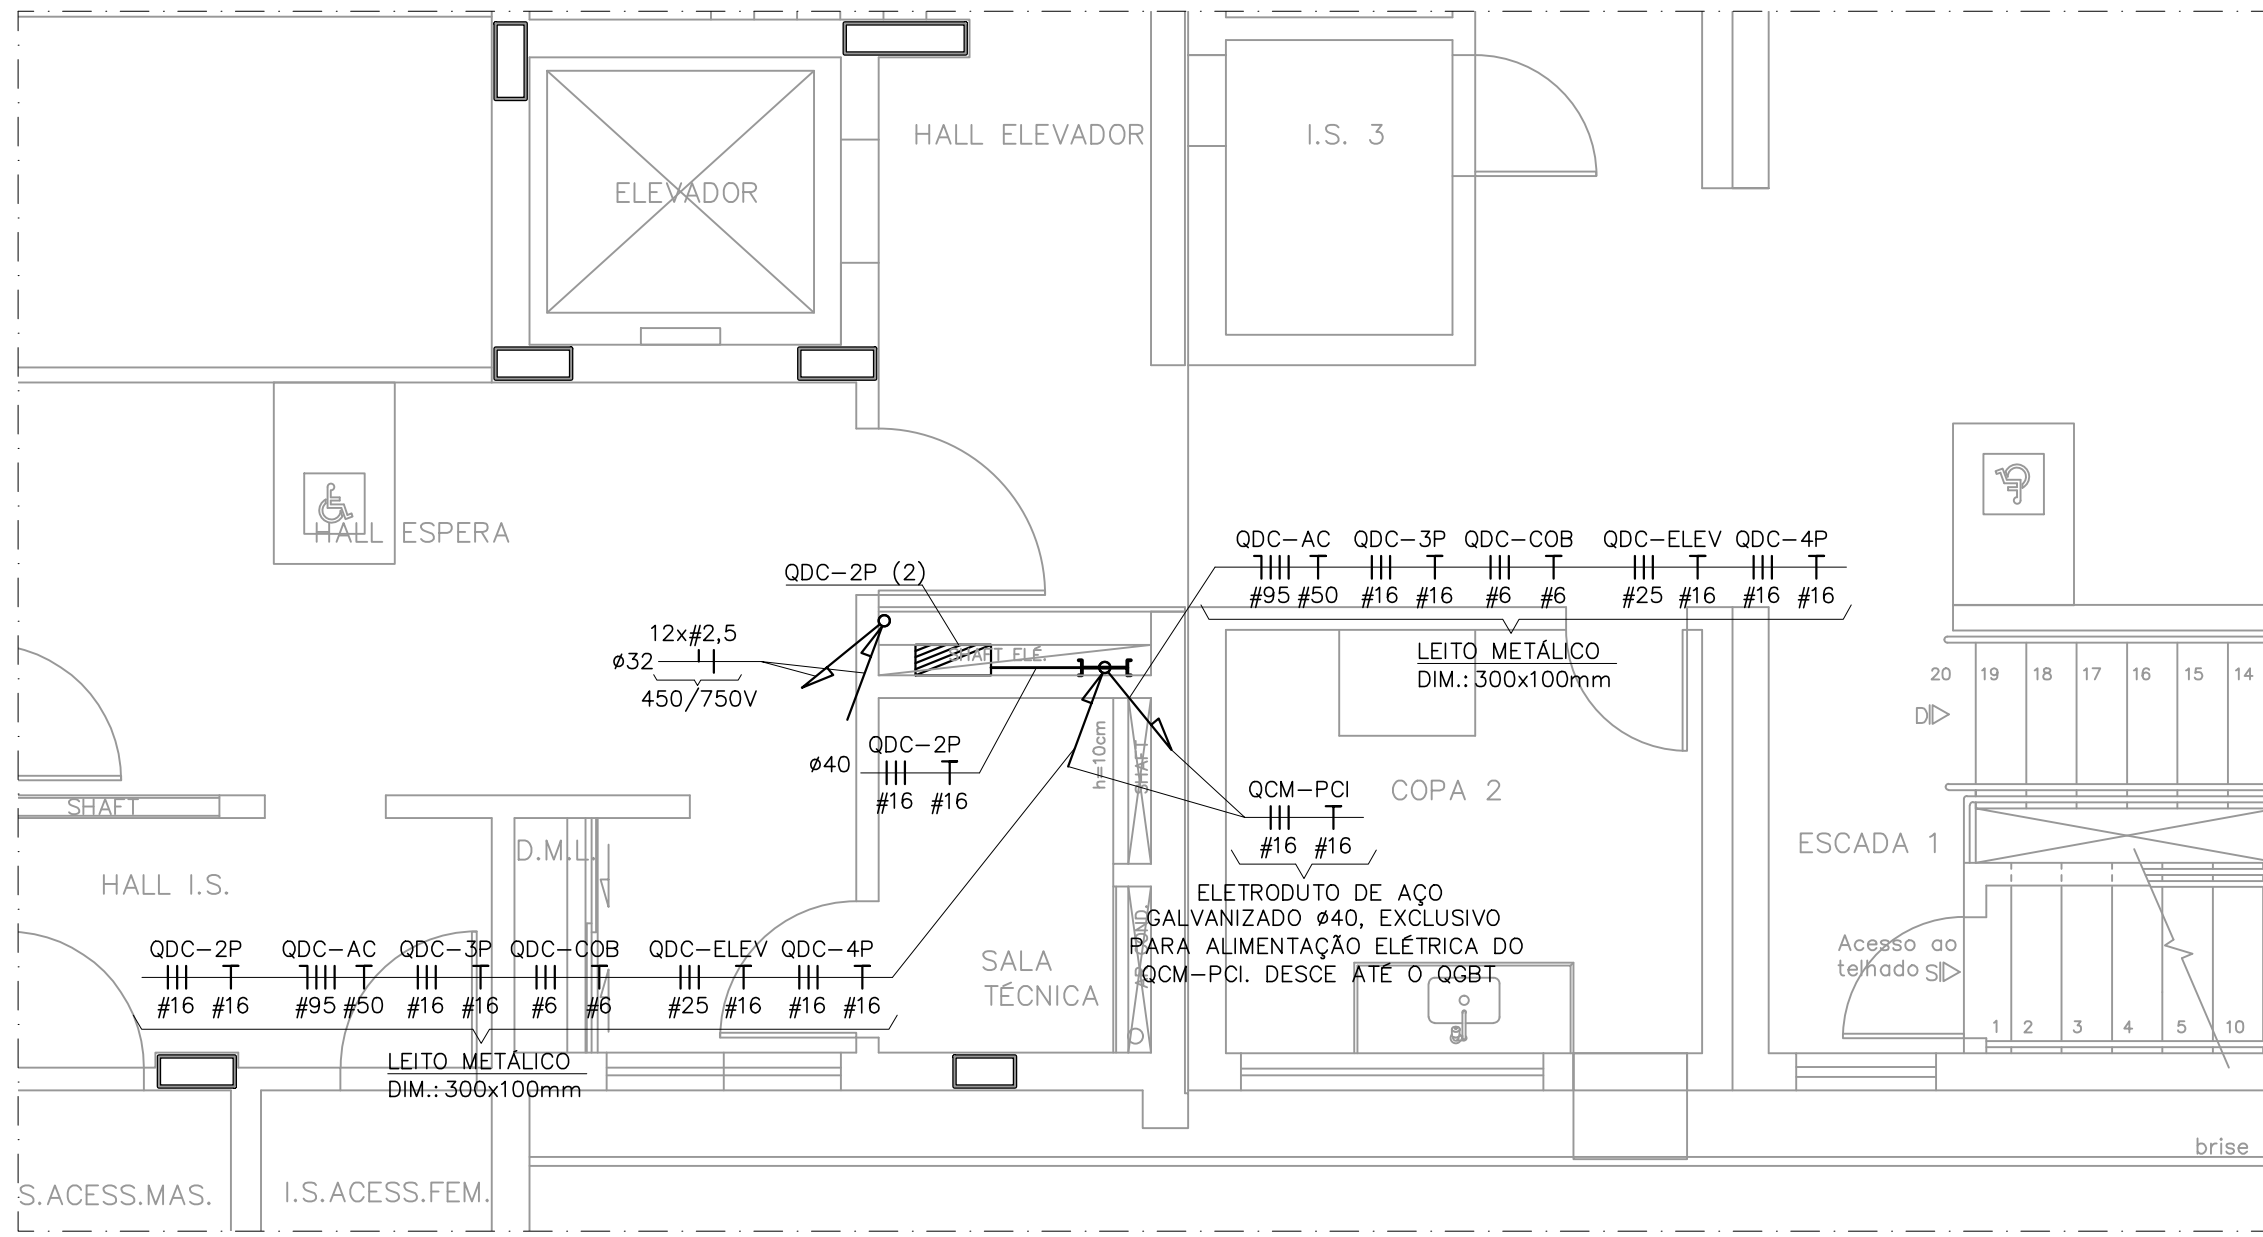 HALL ELEVADOR
I.S. 3
ELEVADOR
HALL ESPERA
QDC-AC QDC-3P QDC-COB QDC-ELEV QDC-4P
#95 #50 #16 #16 #6 #6 #25 #16 #16 #16
LEITO METÁLICO
DIM.: 300x100mm
QDC-2P (2)
SHAFT ELÉ.
12x#2,5
ø32
450/750V
20 19 18 17 16 15 14
D
QDC-2P
ø40
#16 #16
h=10cm
SHAFT
QCM-PCI
#16 #16
COPA 2
ELETRODUTO DE AÇO
GALVANIZADO ø40, EXCLUSIVO
PARA ALIMENTAÇÃO ELÉTRICA DO
QCM-PCI. DESCE ATÉ O QGBT
AR COND.
SHAFT
D.M.L.
HALL I.S.
ESCADA 1
Acesso ao
telhado S
1 2 3 4 5 10
SALA
TÉCNICA
QDC-2P QDC-AC QDC-3P QDC-COB QDC-ELEV QDC-4P
#16 #16 #95 #50 #16 #16 #6 #6 #25 #16 #16 #16
LEITO METÁLICO
DIM.: 300x100mm
brise
S.ACESS.MAS.
I.S.ACESS.FEM.